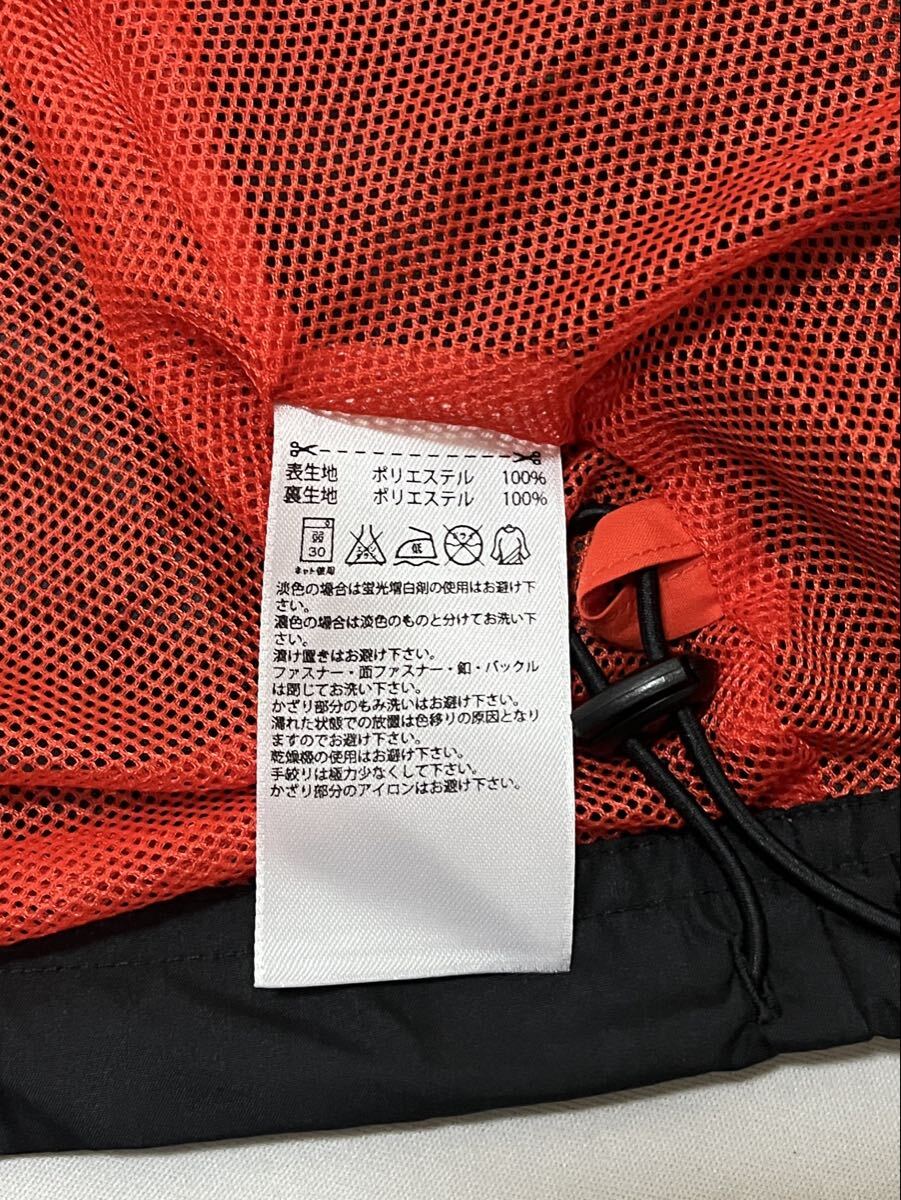 表生地 ポリエステル 100%
裏生地 ポリエステル 100%
弱
30
エンソ
サラシ
低
ドライ
ネット使用
淡色の場合は蛍光増白剤の使用はお避け下
さい。
濃色の場合は淡色のものと分けてお洗い下さい。
漬け置きはお避け下さい。
ファスナー・面ファスナー・釦・バックル
は閉じてお洗い下さい。
かざり部分のもみ洗いはお避け下さい。
濡れた状態での放置は色移りの原因となり
ますのでお避け下さい。
乾燥機の使用はお避け下さい。
手絞りは極力少なくして下さい。
かざり部分のアイロンはお避け下さい。